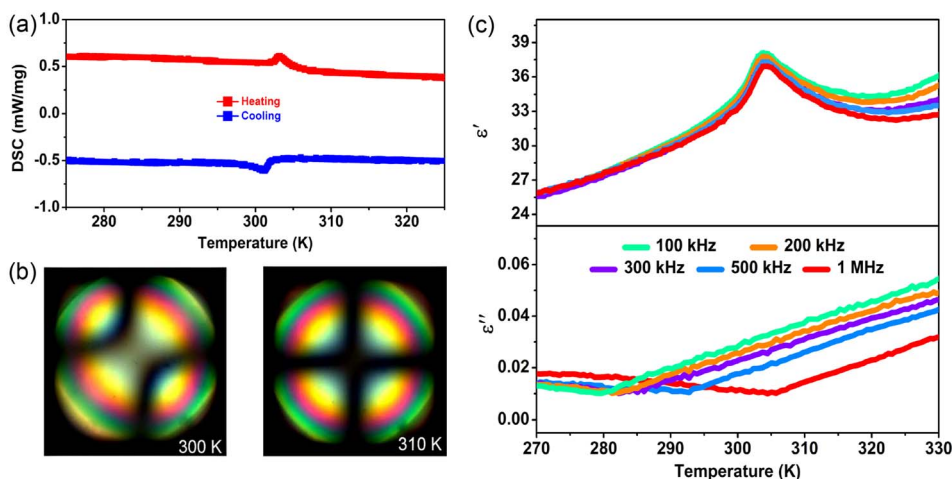 (a)
1.0
0.5
0.0
-0.5
-1.0
DSC (mW/mg)
Heating
Cooling
280 290 300 310 320
Temperature (K)
(b)
300 K
310 K
(c)
39
36
33
30
27
24
ε′
100 kHz 200 kHz
300 kHz 500 kHz 1 MHz
0.06
0.04
0.02
0.00
ε′′
270 280 290 300 310 320 330
Temperature (K)